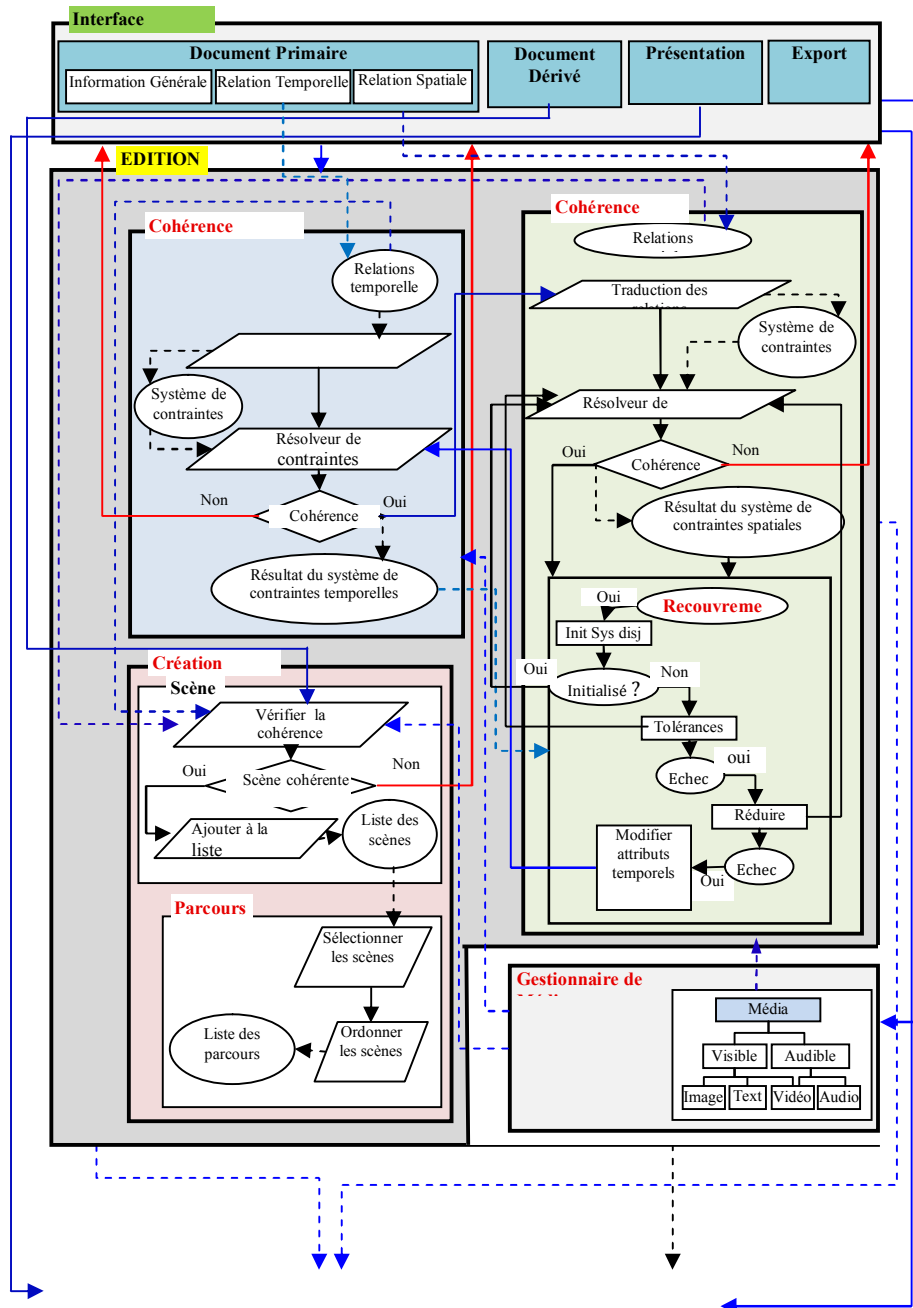 Interface
Document Primaire
Information Générale
Relation Temporelle
Relation Spatiale
Document
Dérivé
Présentation
Export
EDITION
Cohérence
Relations
temporelle
Système de
contraintes
Résolveur de
contraintes
Non
Cohérence
Oui
Résultat du système de
contraintes temporelles
Cohérence
Relations
Traduction des
Système de
contraintes
Résolveur de
Oui
Cohérence
Non
Résultat du système de
contraintes spatiales
Oui
Recouvreme
Init Sys disj
Oui
Initialisé ?
Non
Tolérances
Echec
oui
Réduire
Modifier
attributs
temporels
Oui
Echec
Création
Scène
Vérifier la
cohérence
Oui
Scène cohérente
Non
Ajouter à la
liste
Liste des
scènes
Parcours
Sélectionner
les scènes
Liste des
parcours
Ordonner
les scènes
Gestionnaire de
Média
Visible
Audible
Image
Text
Vidéo
Audio